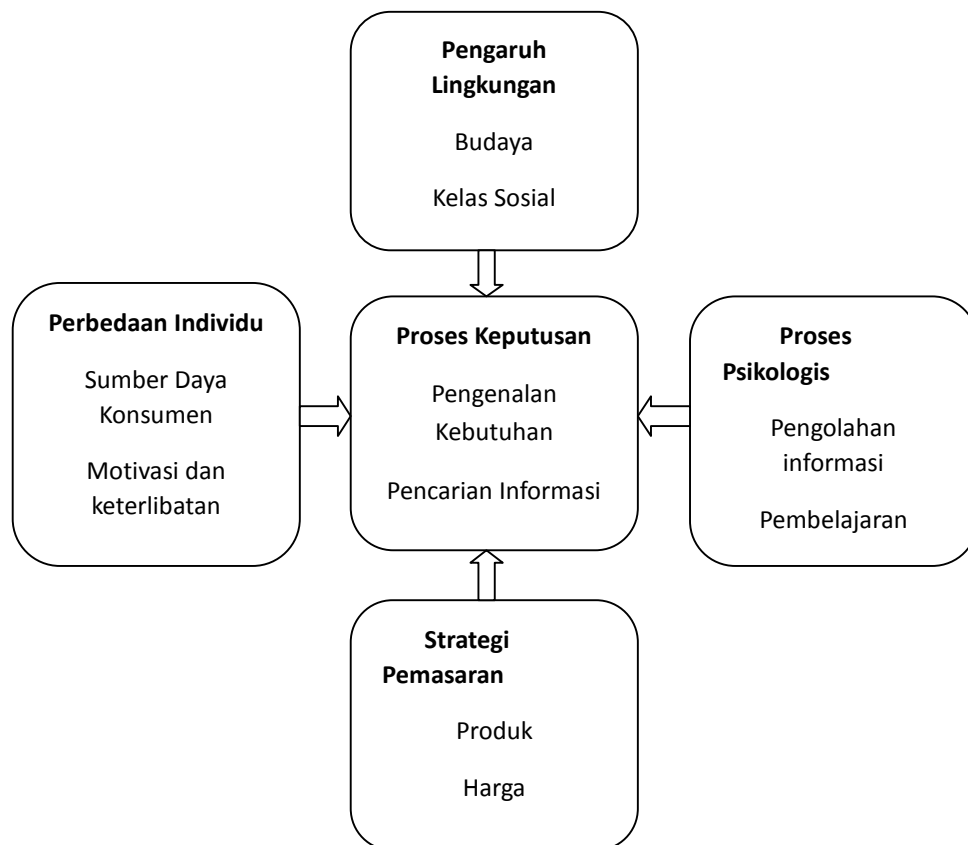 Pengaruh
Lingkungan
Budaya
Kelas Sosial
Perbedaan Individu
Sumber Daya
Konsumen
Motivasi dan
keterlibatan
Proses Keputusan
Pengenalan
Kebutuhan
Pencarian Informasi
Proses
Psikologis
Pengolahan
informasi
Pembelajaran
Strategi
Pemasaran
Produk
Harga